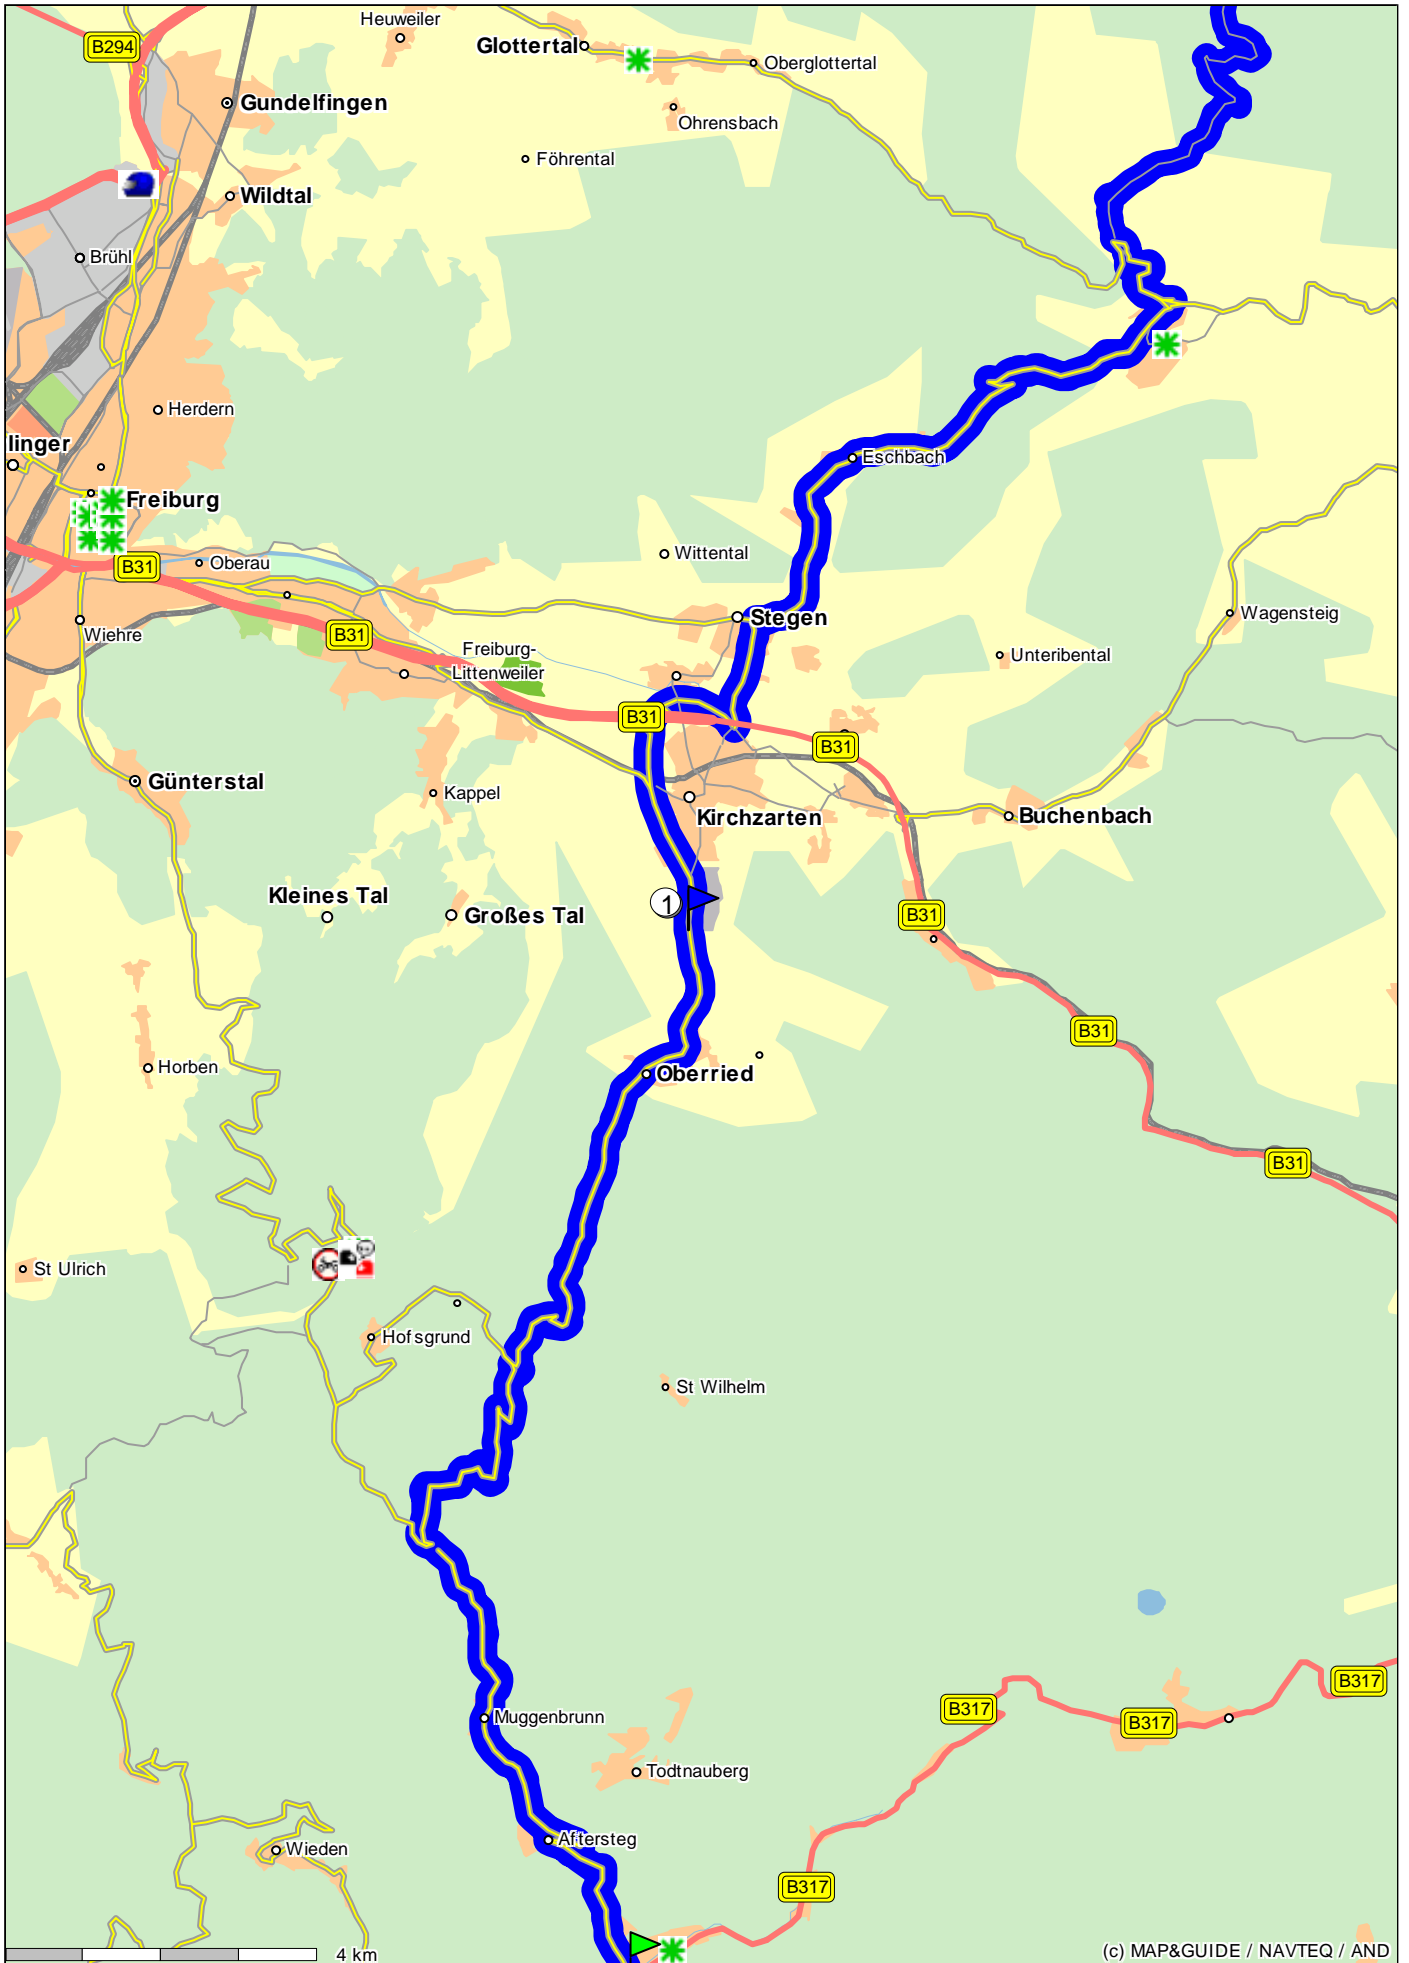 Heuweiler
B294
Glottertal
Oberglottertal
Gundelfingen
Ohrensbach
Föhrental
Wildtal
Brühl
Herdern
linger
Eschbach
Freiburg
Wittental
B31
Oberau
Stegen
Wagensteig
Wiehre
B31
Freiburg-
Littenweiler
Unteribental
B31
B31
Günterstal
Kappel
Kirchzarten
Buchenbach
Kleines Tal
1
Großes Tal
B31
B31
Horben
Oberried
B31
St Ulrich
Hofsgrund
St Wilhelm
B317
B317
B317
Muggenbrunn
Todtnauberg
Aftersteg
Wieden
B317
4 km
(c) MAP&GUIDE / NAVTEQ / AND